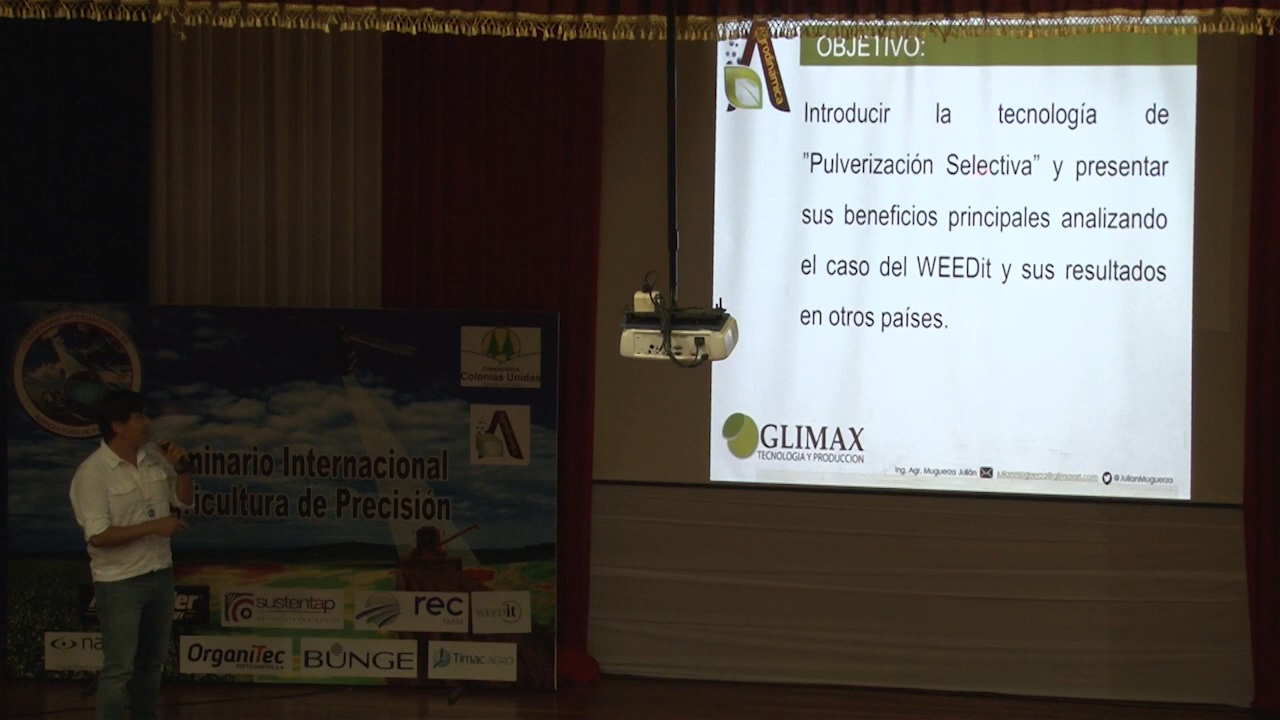 OBJETIVO:
Agrodinámica
Introducir la tecnología de
”Pulverización Selectiva” y presentar
sus beneficios principales analizando
el caso del WEEDit y sus resultados
en otros países.
GLIMAX
TECNOLOGIA Y PRODUCCION
Ing. Agr. Muguerza Julián
@JulianMuguerza
Cooperativa
Colonias Unidas
Internacional
de Precisión
sustentap
rec
WEEDit
OrganiTec
BUNGE
Timac AGRO